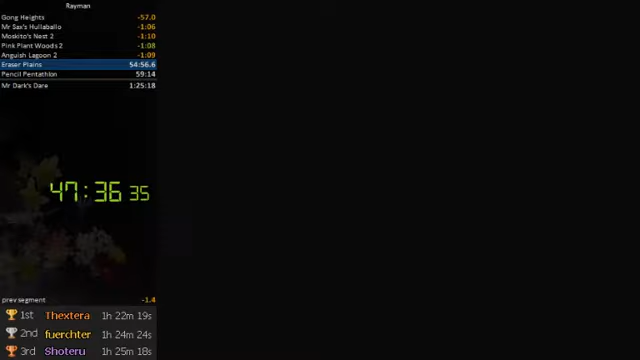 Rayman
Gong Heights -57.0
Mr Sax's Hullaballo -1:06
Moskito's Nest 2 -1:10
Pink Plant Woods 2 -1:08
Anguish Lagoon 2 -1:09
Eraser Plains 54:56.6
Pencil Pentathlon 59:14
Mr Dark's Dare 1:25:18
47:36 35
prev segment -1.4
1st Thextera 1h 22m 19s
2nd fuerchter 1h 24m 24s
3rd Shoteru 1h 25m 18s